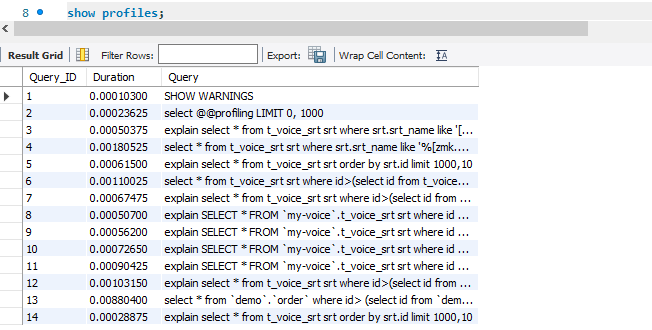 8 show profiles;
Result Grid Filter Rows: Export: Wrap Cell Content:
Query_ID Duration Query
1 0.00010300 SHOW WARNINGS
2 0.00023625 select @@profiling LIMIT 0, 1000
3 0.00050375 explain select * from t_voice_srt srt where srt.srt_name like '[...
4 0.00180525 select * from t_voice_srt srt where srt.srt_name like '%[zmk....
5 0.00061500 explain select * from t_voice_srt srt order by srt.id limit 1000,10
6 0.00110025 select * from t_voice_srt srt where id>(select id from t_voice...
7 0.00067475 explain select * from t_voice_srt srt where id>(select id from ...
8 0.00050700 explain SELECT * FROM `my-voice`.t_voice_srt srt where id ...
9 0.00056200 explain SELECT * FROM `my-voice`.t_voice_srt srt where id ...
10 0.00072650 explain SELECT * FROM `my-voice`.t_voice_srt srt where id ...
11 0.00090425 explain SELECT * FROM `my-voice`.t_voice_srt srt where id ...
12 0.00103150 explain select * from t_voice_srt srt where id>(select id from ...
13 0.00880400 select * from `demo`.`order` where id> (select id from `dem...
14 0.00028875 explain select * from t_voice_srt srt order by srt.id limit 1000,10